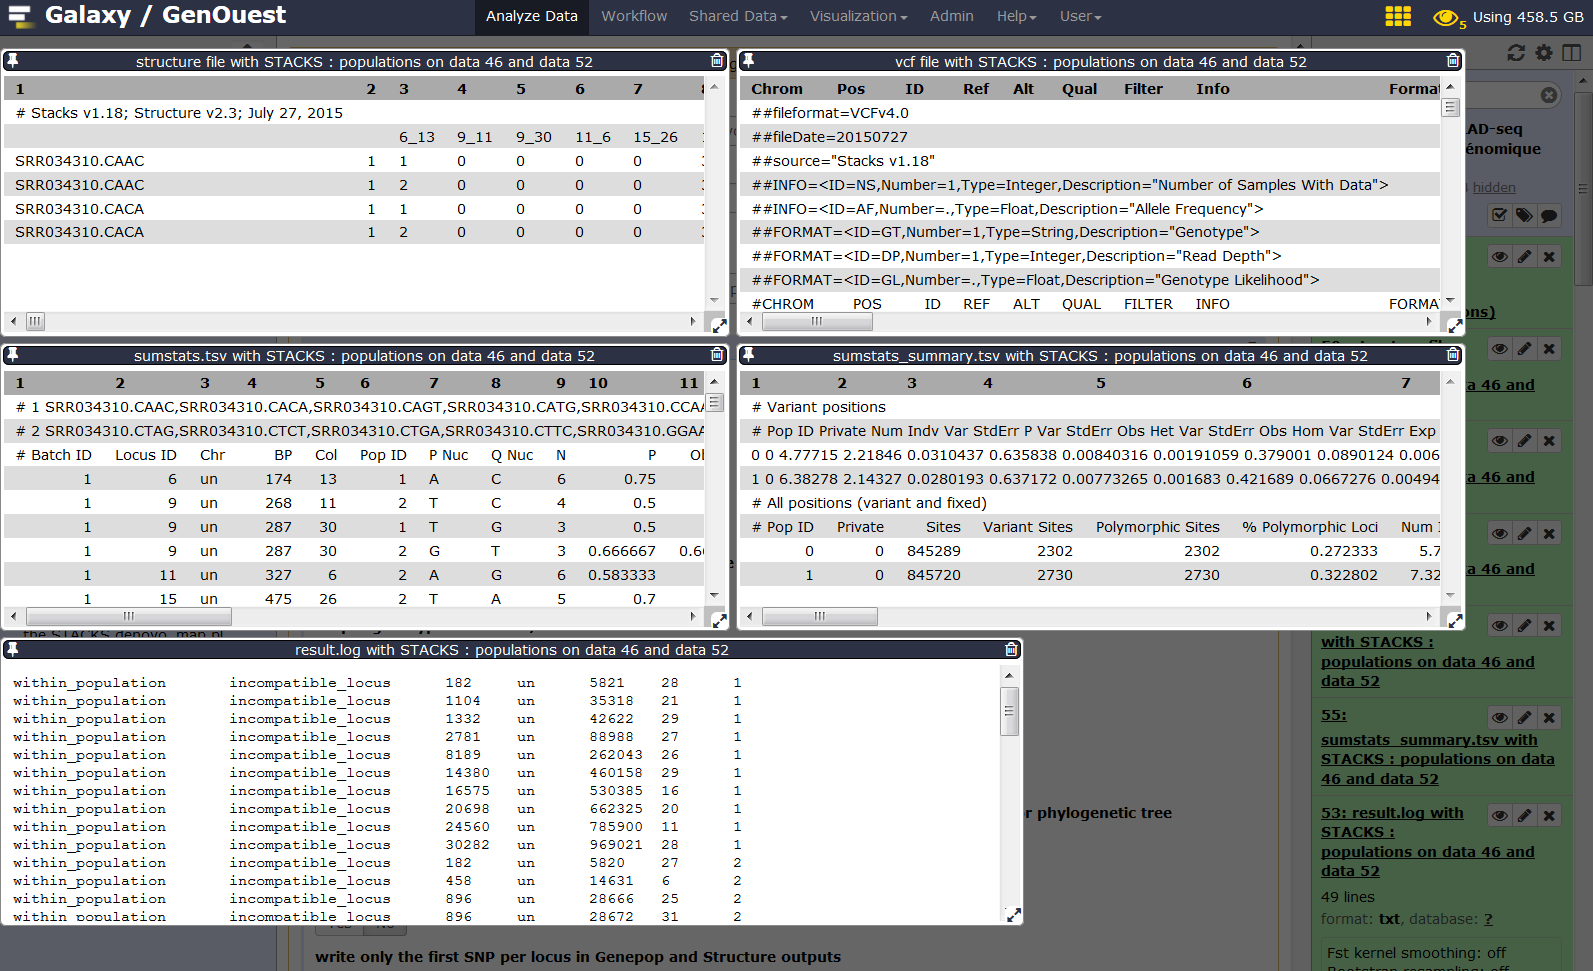 Galaxy / GenOuest
Analyze Data Workflow Shared Data Visualization Admin Help User
5 Using 458.5 GB
structure file with STACKS : populations on data 46 and data 52
1 2 3 4 5 6 7
# Stacks v1.18; Structure v2.3; July 27, 2015
6_13 9_11 9_30 11_6 15_26
SRR034310.CAAC 1 1 0 0 0 0
SRR034310.CAAC 1 2 0 0 0 0
SRR034310.CACA 1 1 0 0 0 0
SRR034310.CACA 1 2 0 0 0 0
vcf file with STACKS : populations on data 46 and data 52
Chrom Pos ID Ref Alt Qual Filter Info Format
##fileformat=VCFv4.0
##fileDate=20150727
##source="Stacks v1.18"
##INFO=<ID=NS,Number=1,Type=Integer,Description="Number of Samples With Data">
##INFO=<ID=AF,Number=.,Type=Float,Description="Allele Frequency">
##FORMAT=<ID=GT,Number=1,Type=String,Description="Genotype">
##FORMAT=<ID=DP,Number=1,Type=Integer,Description="Read Depth">
##FORMAT=<ID=GL,Number=.,Type=Float,Description="Genotype Likelihood">
#CHROM POS ID REF ALT QUAL FILTER INFO FORMA
sumstats.tsv with STACKS : populations on data 46 and data 52
1 2 3 4 5 6 7 8 9 10 11
# 1 SRR034310.CAAC,SRR034310.CACA,SRR034310.CAGT,SRR034310.CATG,SRR034310.CCAA
# 2 SRR034310.CTAG,SRR034310.CTCT,SRR034310.CTGA,SRR034310.CTTC,SRR034310.GGAA
# Batch ID Locus ID Chr BP Col Pop ID P Nuc Q Nuc N P
1 6 un 174 13 1 A C 6 0.75
1 9 un 268 11 2 T C 4 0.5
1 9 un 287 30 1 T G 3 0.5
1 9 un 287 30 2 G T 3 0.666667 0.6
1 11 un 327 6 2 A G 6 0.583333
1 15 un 475 26 2 T A 5 0.7
sumstats_summary.tsv with STACKS : populations on data 46 and data 52
1 2 3 4 5 6 7
# Variant positions
# Pop ID Private Num Indv Var StdErr P Var StdErr Obs Het Var StdErr Obs Hom Var StdErr Exp
0 0 4.77715 2.21846 0.0310437 0.635838 0.00840316 0.00191059 0.379001 0.0890124 0.006
1 0 6.38278 2.14327 0.0280193 0.637172 0.00773265 0.001683 0.421689 0.0667276 0.00494
# All positions (variant and fixed)
# Pop ID Private Sites Variant Sites Polymorphic Sites % Polymorphic Loci Num
0 0 845289 2302 2302 0.272333 5.7
1 0 845720 2730 2730 0.322802 7.32
result.log with STACKS : populations on data 46 and data 52
within_population incompatible_locus 182 un 5821 28 1
within_population incompatible_locus 1104 un 35318 21 1
within_population incompatible_locus 1332 un 42622 29 1
within_population incompatible_locus 2781 un 88988 27 1
within_population incompatible_locus 8189 un 262043 26 1
within_population incompatible_locus 14380 un 460158 29 1
within_population incompatible_locus 16575 un 530385 16 1
within_population incompatible_locus 20698 un 662325 20 1
within_population incompatible_locus 24560 un 785900 11 1
within_population incompatible_locus 30282 un 969021 28 1
within_population incompatible_locus 182 un 5820 27 2
within_population incompatible_locus 458 un 14631 6 2
within_population incompatible_locus 896 un 28666 25 2
within_population incompatible_locus 896 un 28672 31 2
r phylogenetic tree
write only the first SNP per locus in Genepop and Structure outputs
AD-seq
énomique
hidden
ons)
a 46 and
a 46 and
a 46 and
with STACKS :
populations on data 46 and
data 52
55:
sumstats_summary.tsv with
STACKS : populations on data
46 and data 52
53: result.log with
STACKS :
populations on data 46 and
data 52
49 lines
format: txt, database: ?
Fst kernel smoothing: off
Bootstrap resampling: off